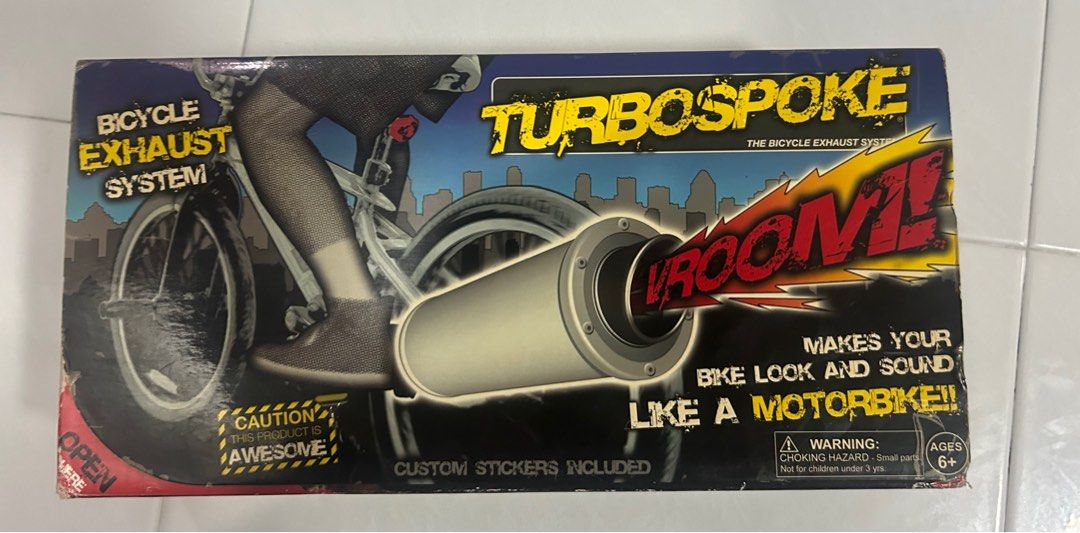 BICYCLE
EXHAUST
SYSTEM
TURBOSPOKE
THE BICYCLE EXHAUST SYSTEM
VROOM!
MAKES YOUR
BIKE LOOK AND SOUND
LIKE A MOTORBIKE!!
CAUTION
THIS PRODUCT IS
AWESOME
CUSTOM STICKERS INCLUDED
WARNING:
CHOKING HAZARD - Small parts.
Not for children under 3 yrs.
AGES
6+
OPEN
HERE